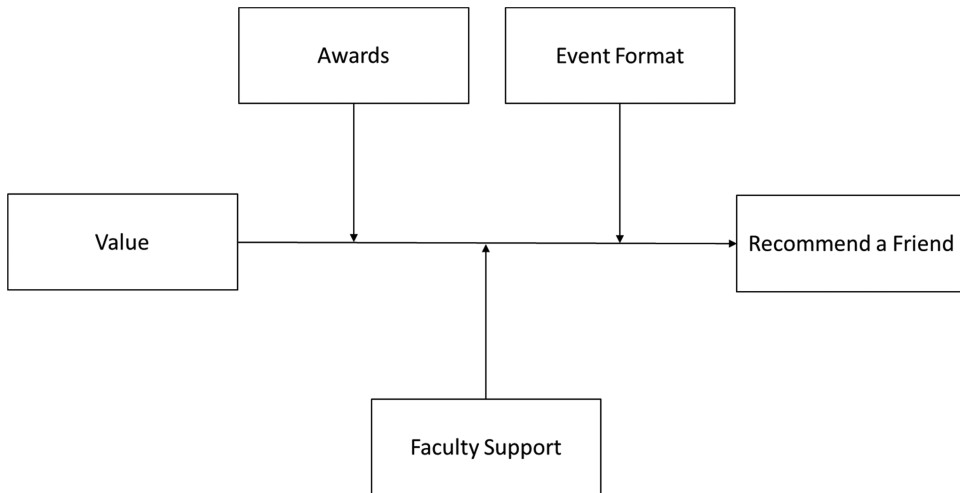 Awards
Event Format
Value
Recommend a Friend
Faculty Support